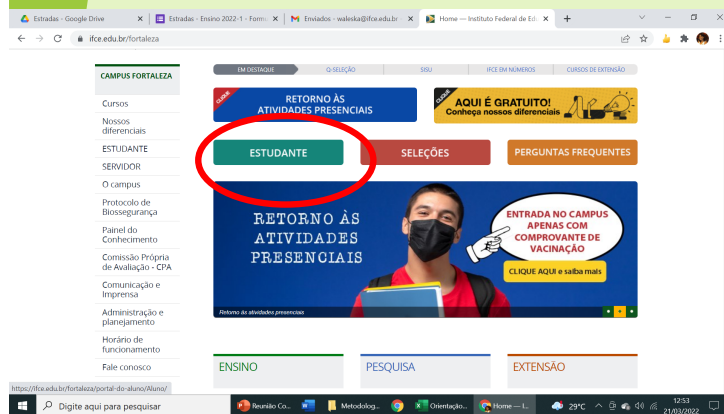 Estradas - Google Drive
Estradas - Ensino 2022-1 - Form
Enviados - waleska@ifce.edu.br -
Home — Instituto Federal de Ed
ifce.edu.br/fortaleza
CAMPUS FORTALEZA
Cursos
Nossos
diferenciais
ESTUDANTE
SERVIDOR
O campus
Protocolo de
Biossegurança
Painel do
Conhecimento
Comissão Própria
de Avaliação - CPA
Comunicação e
Imprensa
Administração e
planejamento
Horário de
funcionamento
Fale conosco
EM DESTAQUE
Q-SELEÇÃO
SISU
IFCE EM NÚMEROS
CURSOS DE EXTENSÃO
CLIQUE
RETORNO ÀS
ATIVIDADES PRESENCIAIS
CLIQUE
AQUI É GRATUITO!
Conheça nossos diferenciais
ESTUDANTE
SELEÇÕES
PERGUNTAS FREQUENTES
RETORNO ÀS
ATIVIDADES
PRESENCIAIS
ENTRADA NO CAMPUS
APENAS COM
COMPROVANTE DE
VACINAÇÃO
CLIQUE AQUI e saiba mais
Retorno às atividades presenciais
ENSINO
PESQUISA
EXTENSÃO
https://ifce.edu.br/fortaleza/portal-do-aluno/Aluno/
Digite aqui para pesquisar
Reunião Co...
Metodolog...
Orientação...
Home — I...
29°C
12:53
21/03/2022